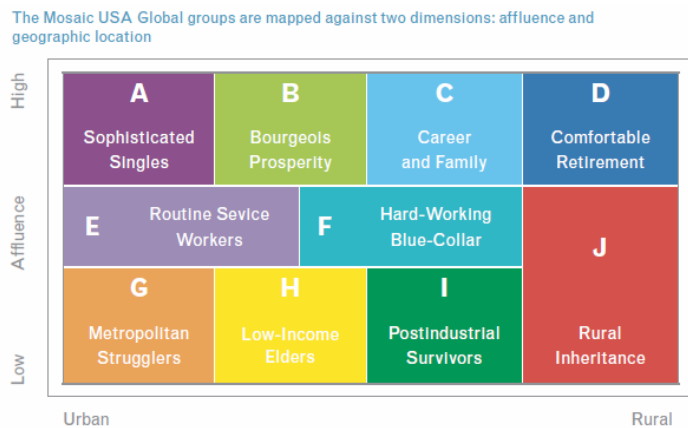 The Mosaic USA Global groups are mapped against two dimensions: affluence and
geographic location
High
Affluence
Low
A
Sophisticated
Singles
B
Bourgeois
Prosperity
C
Career
and Family
D
Comfortable
Retirement
E
Routine Sevice
Workers
F
Hard-Working
Blue-Collar
J
Rural
Inheritance
G
Metropolitan
Strugglers
H
Low-Income
Elders
I
Postindustrial
Survivors
Urban
Rural